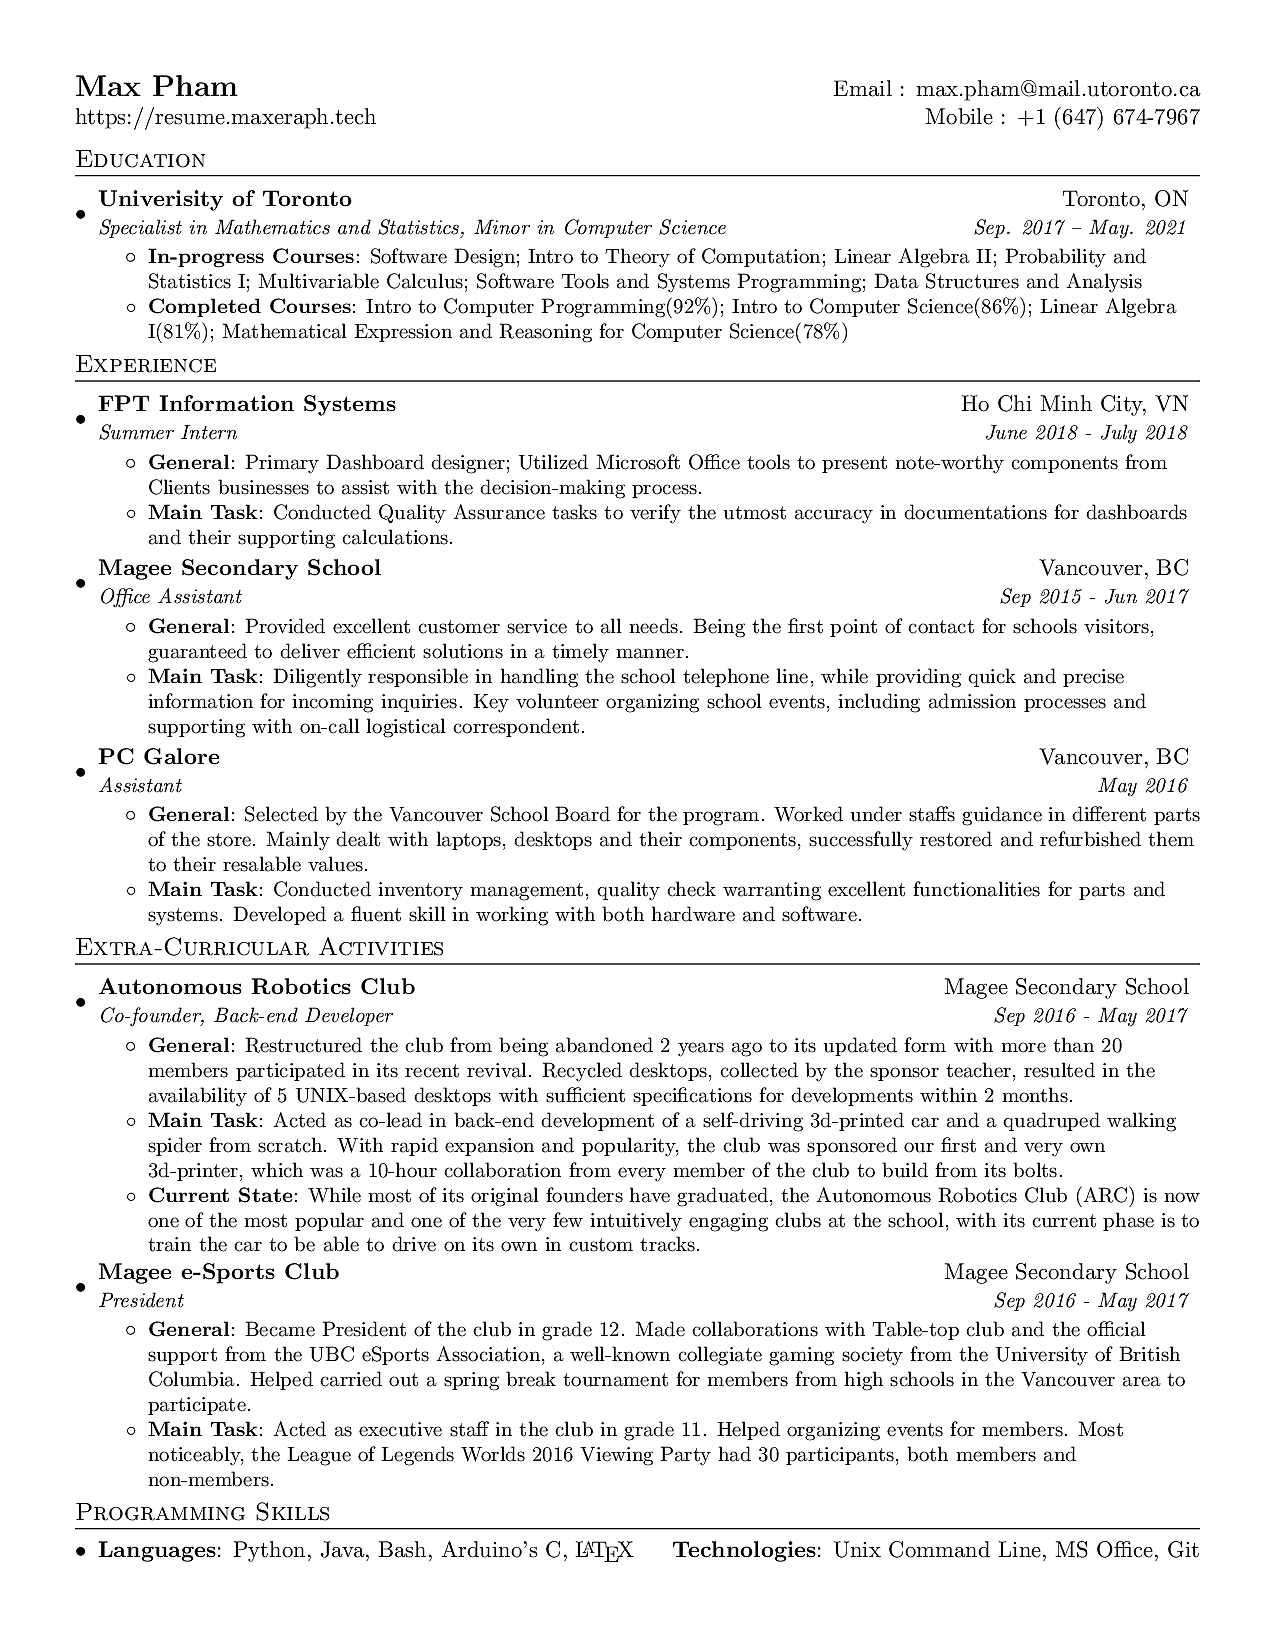 Max Pham
Email : max.pham@mail.utoronto.ca
https://resume.maxeraph.tech
Mobile : +1 (647) 674-7967
Education
• Univerisity of Toronto
Toronto, ON
Specialist in Mathematics and Statistics, Minor in Computer Science
Sep. 2017 – May. 2021
◦ In-progress Courses: Software Design; Intro to Theory of Computation; Linear Algebra II; Probability and
Statistics I; Multivariable Calculus; Software Tools and Systems Programming; Data Structures and Analysis
◦ Completed Courses: Intro to Computer Programming(92%); Intro to Computer Science(86%); Linear Algebra
I(81%); Mathematical Expression and Reasoning for Computer Science(78%)
Experience
• FPT Information Systems
Ho Chi Minh City, VN
Summer Intern
June 2018 - July 2018
◦ General: Primary Dashboard designer; Utilized Microsoft Office tools to present note-worthy components from
Clients businesses to assist with the decision-making process.
◦ Main Task: Conducted Quality Assurance tasks to verify the utmost accuracy in documentations for dashboards
and their supporting calculations.
• Magee Secondary School
Vancouver, BC
Office Assistant
Sep 2015 - Jun 2017
◦ General: Provided excellent customer service to all needs. Being the first point of contact for schools visitors,
guaranteed to deliver efficient solutions in a timely manner.
◦ Main Task: Diligently responsible in handling the school telephone line, while providing quick and precise
information for incoming inquiries. Key volunteer organizing school events, including admission processes and
supporting with on-call logistical correspondent.
• PC Galore
Vancouver, BC
Assistant
May 2016
◦ General: Selected by the Vancouver School Board for the program. Worked under staffs guidance in different parts
of the store. Mainly dealt with laptops, desktops and their components, successfully restored and refurbished them
to their resalable values.
◦ Main Task: Conducted inventory management, quality check warranting excellent functionalities for parts and
systems. Developed a fluent skill in working with both hardware and software.
Extra-Curricular Activities
• Autonomous Robotics Club
Magee Secondary School
Co-founder, Back-end Developer
Sep 2016 - May 2017
◦ General: Restructured the club from being abandoned 2 years ago to its updated form with more than 20
members participated in its recent revival. Recycled desktops, collected by the sponsor teacher, resulted in the
availability of 5 UNIX-based desktops with sufficient specifications for developments within 2 months.
◦ Main Task: Acted as co-lead in back-end development of a self-driving 3d-printed car and a quadruped walking
spider from scratch. With rapid expansion and popularity, the club was sponsored our first and very own
3d-printer, which was a 10-hour collaboration from every member of the club to build from its bolts.
◦ Current State: While most of its original founders have graduated, the Autonomous Robotics Club (ARC) is now
one of the most popular and one of the very few intuitively engaging clubs at the school, with its current phase is to
train the car to be able to drive on its own in custom tracks.
• Magee e-Sports Club
Magee Secondary School
President
Sep 2016 - May 2017
◦ General: Became President of the club in grade 12. Made collaborations with Table-top club and the official
support from the UBC eSports Association, a well-known collegiate gaming society from the University of British
Columbia. Helped carried out a spring break tournament for members from high schools in the Vancouver area to
participate.
◦ Main Task: Acted as executive staff in the club in grade 11. Helped organizing events for members. Most
noticeably, the League of Legends Worlds 2016 Viewing Party had 30 participants, both members and
non-members.
Programming Skills
• Languages: Python, Java, Bash, Arduino's C, LATEX Technologies: Unix Command Line, MS Office, Git